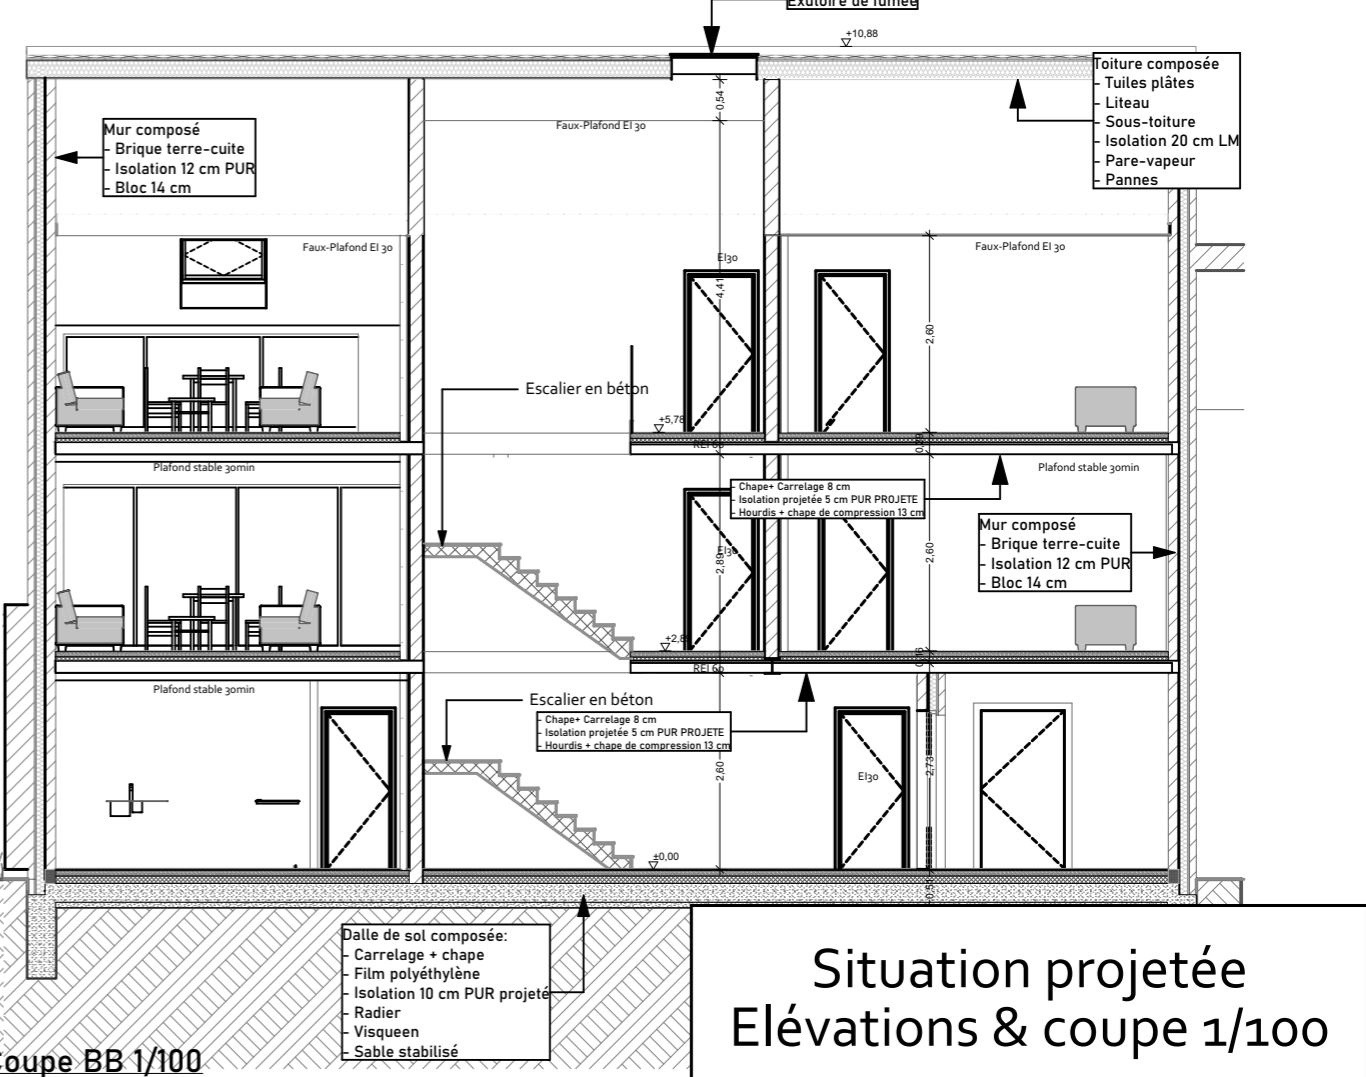 Exutoire de fumée
+10,88
Toiture composée
- Tuiles plâtes
- Liteau
- Sous-toiture
- Isolation 20 cm LM
- Pare-vapeur
- Pannes
0,54
Faux-Plafond EI 30
Mur composé
- Brique terre-cuite
- Isolation 12 cm PUR
- Bloc 14 cm
Faux-Plafond EI 30
Faux-Plafond EI 30
EI30
4,41
2,60
Escalier en béton
+5,78
REI 60
Plafond stable 30min
Plafond stable 30min
- Chape+ Carrelage 8 cm
- Isolation projetée 5 cm PUR PROJETE
- Hourdis + chape de compression 13 cm
Mur composé
- Brique terre-cuite
- Isolation 12 cm PUR
- Bloc 14 cm
EI30
2,89
2,60
REI 60
Plafond stable 30min
Escalier en béton
- Chape+ Carrelage 8 cm
- Isolation projetée 5 cm PUR PROJETE
- Hourdis + chape de compression 13 cm
2,60
EI30
2,73
±0,00
0,51
Dalle de sol composée:
- Carrelage + chape
- Film polyéthylène
- Isolation 10 cm PUR projeté
- Radier
- Visqueen
- Sable stabilisé
Situation projetée
Elévations & coupe 1/100
Coupe BB 1/100